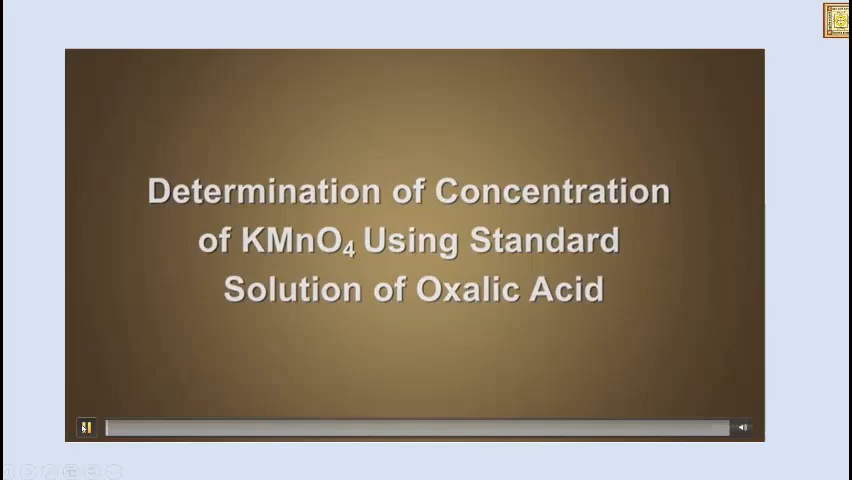 Determination of Concentration
of KMnO₄ Using Standard
Solution of Oxalic Acid